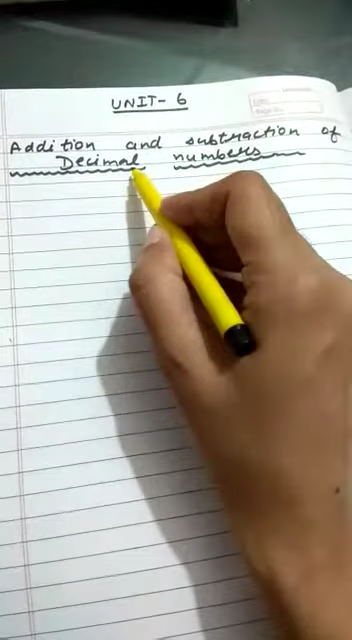 UNIT- 6
Addition and subtraction of
Decimal numbers